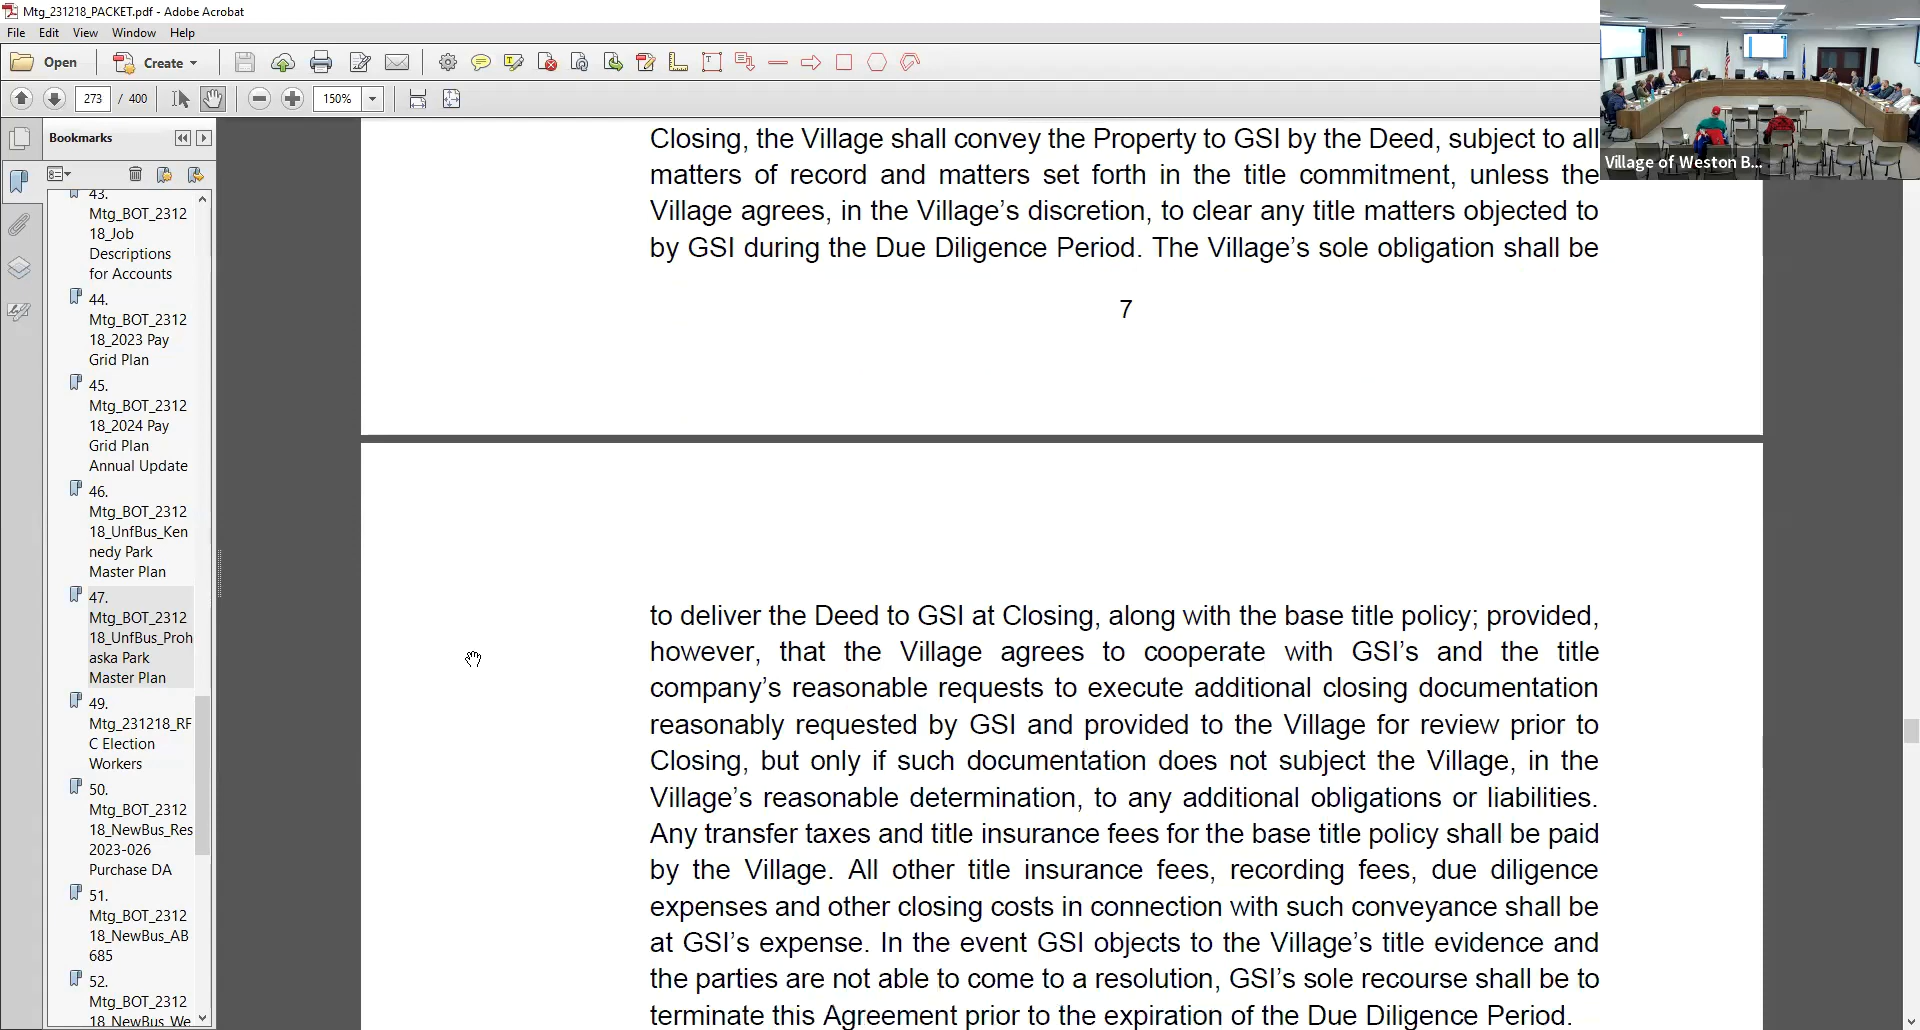 Mtg_231218_PACKET.pdf - Adobe Acrobat
File Edit View Window Help
Open Create
273 / 400 150%
Bookmarks
43.
Mtg_BOT_2312
18_Job
Descriptions
for Accounts
44.
Mtg_BOT_2312
18_2023 Pay
Grid Plan
45.
Mtg_BOT_2312
18_2024 Pay
Grid Plan
Annual Update
46.
Mtg_BOT_2312
18_UnfBus_Ken
nedy Park
Master Plan
47.
Mtg_BOT_2312
18_UnfBus_Proh
aska Park
Master Plan
49.
Mtg_231218_RF
C Election
Workers
50.
Mtg_BOT_2312
18_NewBus_Res
2023-026
Purchase DA
51.
Mtg_BOT_2312
18_NewBus_AB
685
52.
Mtg_BOT_2312
18_NewBus_We
Closing, the Village shall convey the Property to GSI by the Deed, subject to all
matters of record and matters set forth in the title commitment, unless the
Village agrees, in the Village's discretion, to clear any title matters objected to
by GSI during the Due Diligence Period. The Village's sole obligation shall be
7
to deliver the Deed to GSI at Closing, along with the base title policy; provided,
however, that the Village agrees to cooperate with GSI's and the title
company's reasonable requests to execute additional closing documentation
reasonably requested by GSI and provided to the Village for review prior to
Closing, but only if such documentation does not subject the Village, in the
Village's reasonable determination, to any additional obligations or liabilities.
Any transfer taxes and title insurance fees for the base title policy shall be paid
by the Village. All other title insurance fees, recording fees, due diligence
expenses and other closing costs in connection with such conveyance shall be
at GSI's expense. In the event GSI objects to the Village's title evidence and
the parties are not able to come to a resolution, GSI's sole recourse shall be to
terminate this Agreement prior to the expiration of the Due Diligence Period.
Village of Weston B...